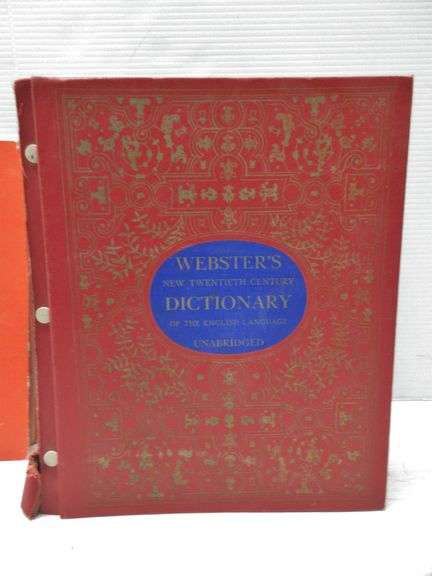 WEBSTER'S
NEW TWENTIETH CENTURY
DICTIONARY
OF THE ENGLISH LANGUAGE
UNABRIDGED